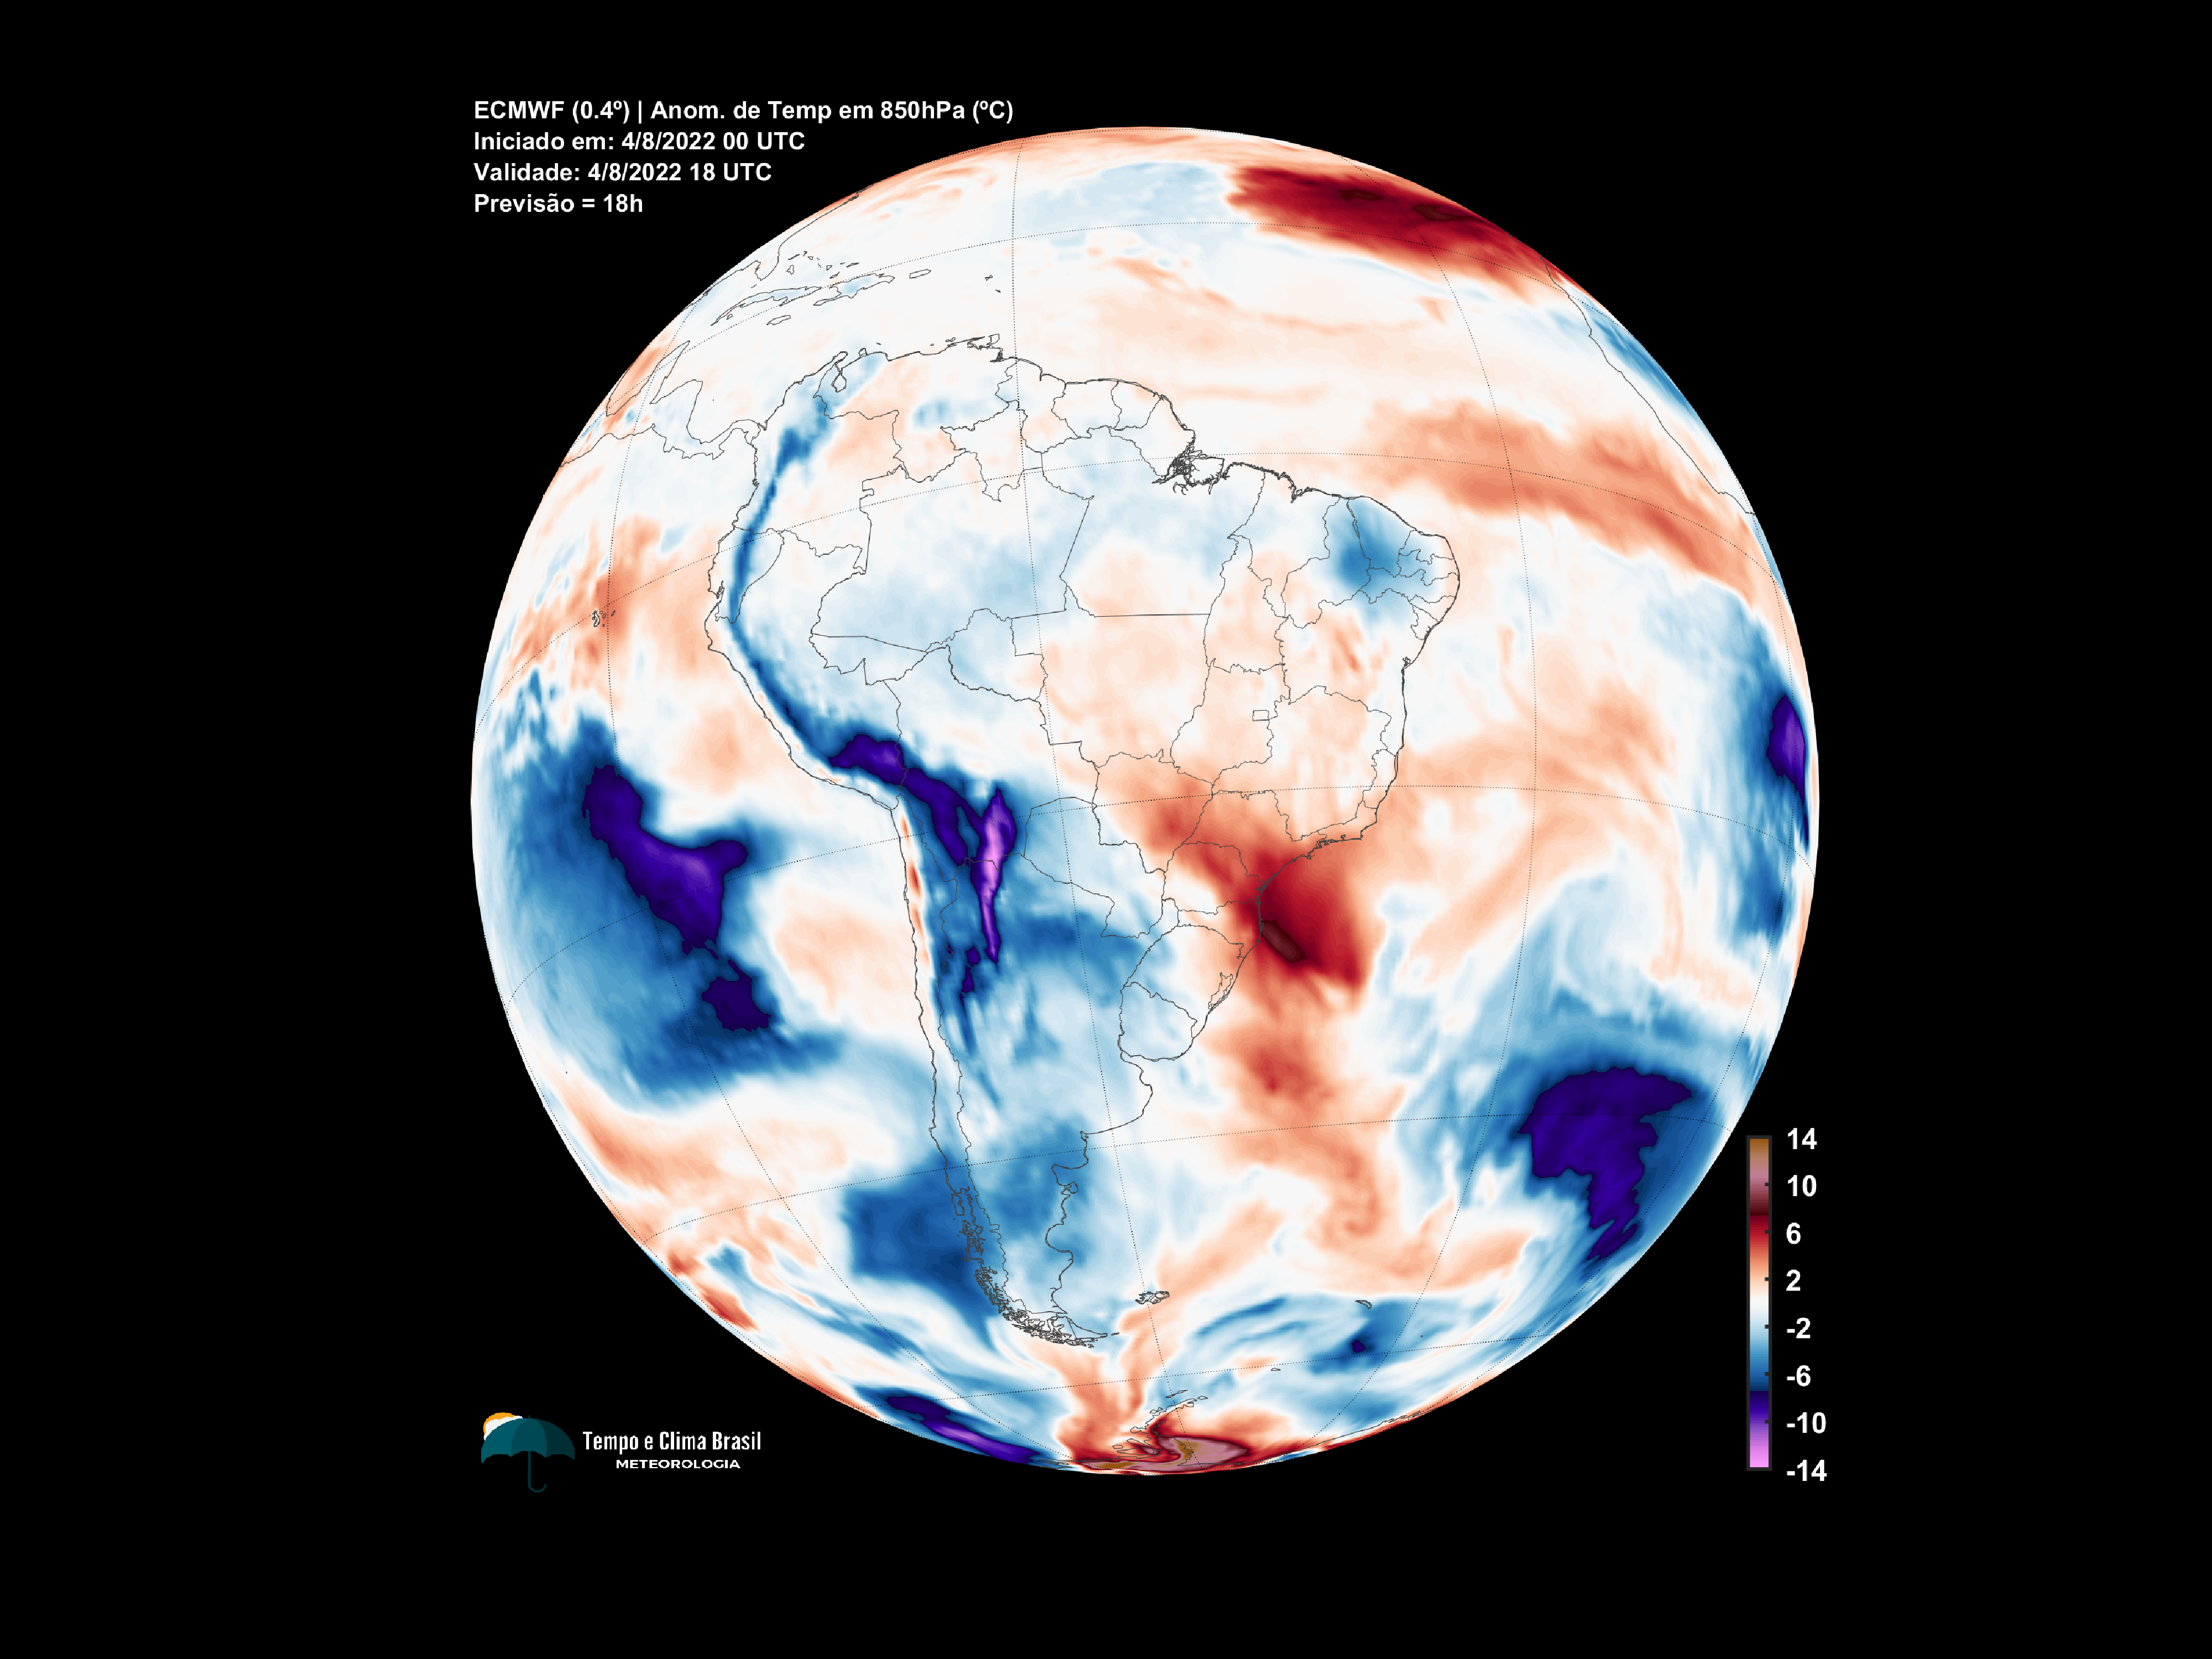 ECMWF (0.4º) | Anom. de Temp em 850hPa (ºC)
Iniciado em: 4/8/2022 00 UTC
Validade: 4/8/2022 18 UTC
Previsão = 18h
14
10
6
2
-2
-6
-10
-14
Tempo e Clima Brasil
METEOROLOGIA